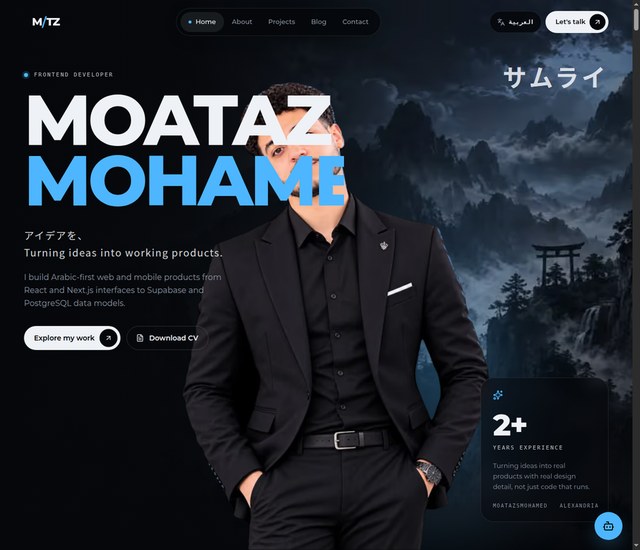 M/TZ
Home
About
Projects
Blog
Contact
العربية
Let's talk
サムライ
FRONTEND DEVELOPER
MOATAZ
MOHAME
アイデアを、
Turning ideas into working products.
I build Arabic-first web and mobile products from
React and Next.js interfaces to Supabase and
PostgreSQL data models.
Explore my work
Download CV
2+
YEARS EXPERIENCE
Turning ideas into real
products with real design
detail, not just code that runs.
MOATAZSMOHAMED
ALEXANDRIA